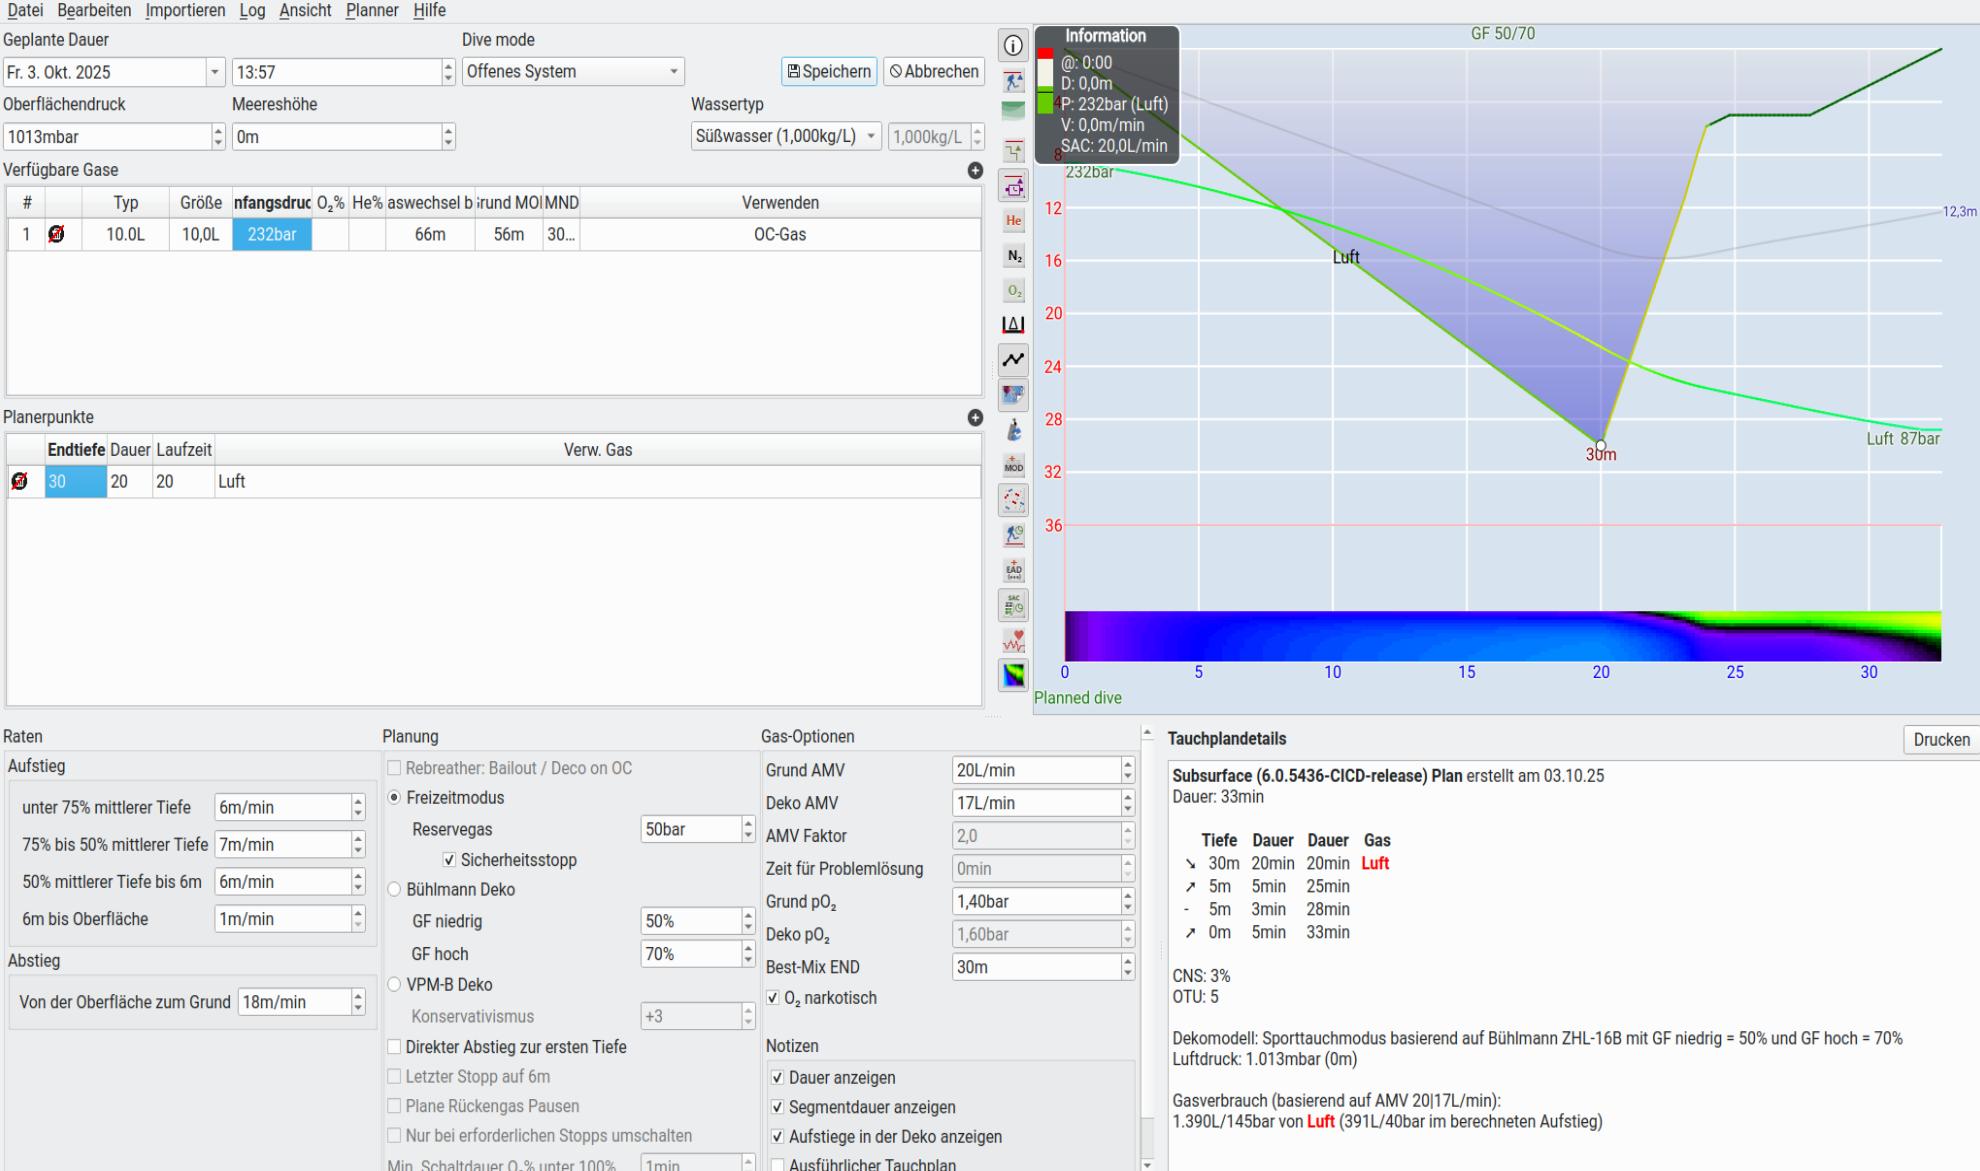 Datei Bearbeiten Importieren Log Ansicht Planner Hilfe
Geplante Dauer
Dive mode
Fr. 3. Okt. 2025
13:57
Offenes System
Speichern
Abbrechen
Oberflächendruck
Meereshöhe
Wassertyp
1013mbar
0m
Süßwasser (1,000kg/L)
1,000kg/L
Verfügbare Gase
# Typ Größe nfangsdruc O₂% He% aswechsel b rund MO MND Verwenden
1 10.0L 10,0L 232bar 66m 56m 30... OC-Gas
Planerpunkte
Endtiefe Dauer Laufzeit Verw. Gas
30 20 20 Luft
He
N₂
O₂
MOD
EAD
SAC
GF 50/70
Information
@: 0:00
D: 0,0m
P: 232bar (Luft)
V: 0,0m/min
SAC: 20,0L/min
4
8
232bar
12
12,3m
16
Luft
20
24
28
Luft 87bar
30m
32
36
0 5 10 15 20 25 30
Planned dive
Raten
Aufstieg
unter 75% mittlerer Tiefe 6m/min
75% bis 50% mittlerer Tiefe 7m/min
50% mittlerer Tiefe bis 6m 6m/min
6m bis Oberfläche 1m/min
Abstieg
Von der Oberfläche zum Grund 18m/min
Planung
Rebreather: Bailout / Deco on OC
Freizeitmodus
Reservegas 50bar
Sicherheitsstopp
Bühlmann Deko
GF niedrig 50%
GF hoch 70%
VPM-B Deko
Konservativismus +3
Direkter Abstieg zur ersten Tiefe
Letzter Stopp auf 6m
Plane Rückengas Pausen
Nur bei erforderlichen Stopps umschalten
Min. Schaltdauer O₂% unter 100% 1min
Gas-Optionen
Grund AMV 20L/min
Deko AMV 17L/min
AMV Faktor 2,0
Zeit für Problemlösung 0min
Grund pO₂ 1,40bar
Deko pO₂ 1,60bar
Best-Mix END 30m
O₂ narkotisch
Notizen
Dauer anzeigen
Segmentdauer anzeigen
Aufstiege in der Deko anzeigen
Ausführlicher Tauchplan
Tauchplandetails
Drucken
Subsurface (6.0.5436-CICD-release) Plan erstellt am 03.10.25
Dauer: 33min
Tiefe Dauer Dauer Gas
➘ 30m 20min 20min Luft
➚ 5m 5min 25min
- 5m 3min 28min
➚ 0m 5min 33min
CNS: 3%
OTU: 5
Dekomodell: Sporttauchmodus basierend auf Bühlmann ZHL-16B mit GF niedrig = 50% und GF hoch = 70%
Luftdruck: 1.013mbar (0m)
Gasverbrauch (basierend auf AMV 20|17L/min):
1.390L/145bar von Luft (391L/40bar im berechneten Aufstieg)